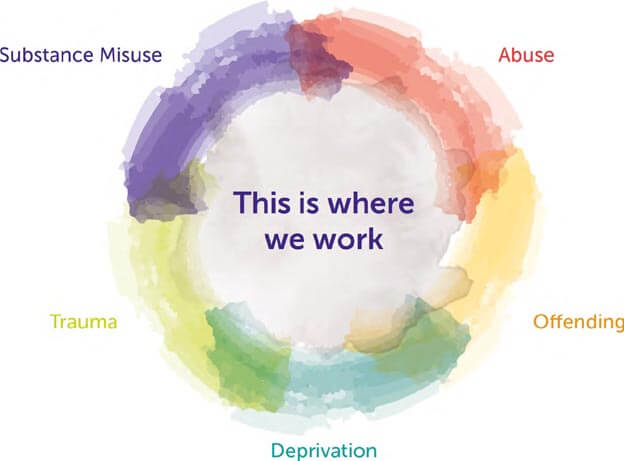 Substance Misuse
Abuse
This is where
we work
Trauma
Offending
Deprivation